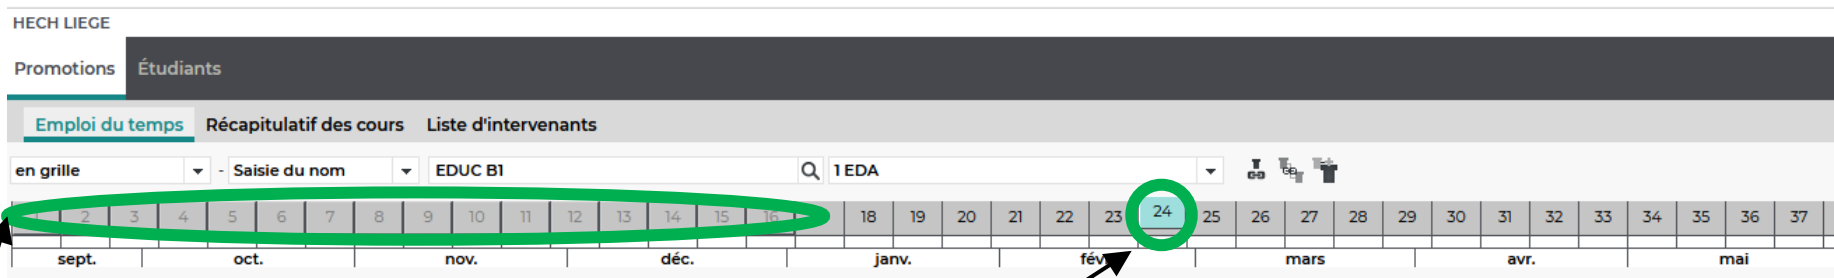 HECH LIEGE
Promotions Étudiants
Emploi du temps Récapitulatif des cours Liste d'intervenants
en grille - Saisie du nom EDUC B1 1 EDA
2 3 4 5 6 7 8 9 10 11 12 13 14 15 16 18 19 20 21 22 23 24 25 26 27 28 29 30 31 32 33 34 35 36 37
sept. oct. nov. déc. janv. mars avr. mai